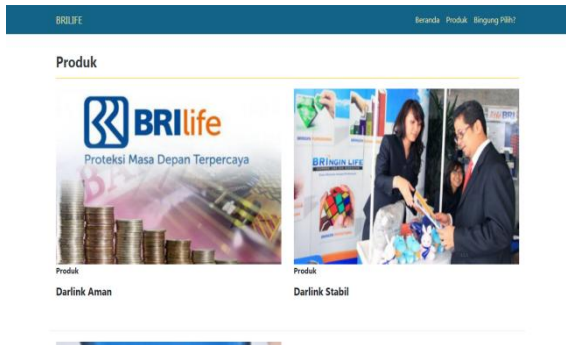 BRILIFE
Beranda Produk Bingung Pilih?
Produk
BRIlife
Proteksi Masa Depan Terpercaya
BRINGIN LIFE
Produk
Darlink Aman
Produk
Darlink Stabil